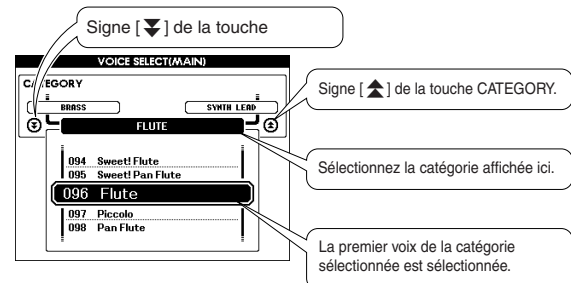 Signe [ ] de la touche
VOICE SELECT(MAIN)
CATEGORY
BRASS
SYNTH LEAD
FLUTE
094 Sweet! Flute
095 Sweet! Pan Flute
096 Flute
097 Piccolo
098 Pan Flute
Signe [ ] de la touche CATEGORY.
Sélectionnez la catégorie affichée ici.
La premier voix de la catégorie
sélectionnée est sélectionnée.